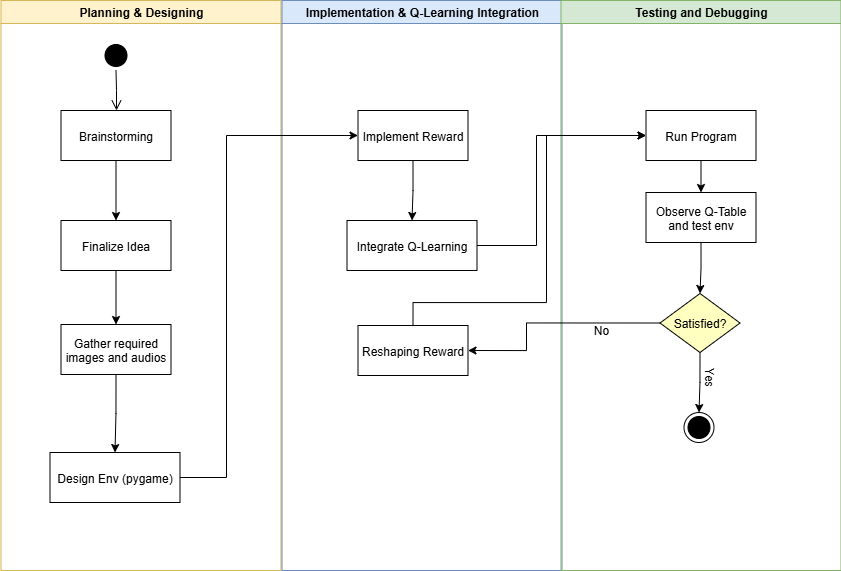 Planning & Designing
Implementation & Q-Learning Integration
Testing and Debugging
Brainstorming
Finalize Idea
Gather required
images and audios
Design Env (pygame)
Implement Reward
Integrate Q-Learning
Reshaping Reward
Run Program
Observe Q-Table
and test env
Satisfied?
No
Yes